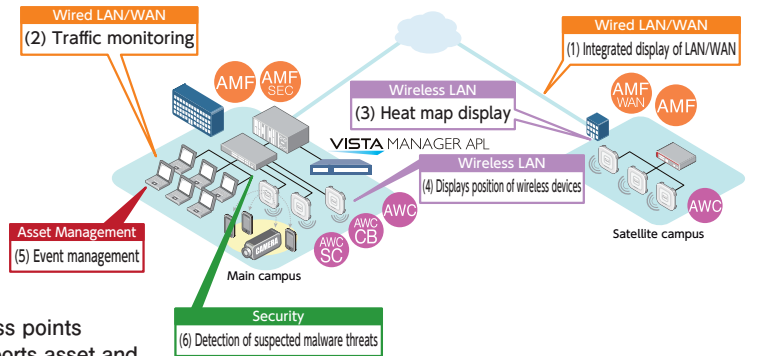 Wired LAN/WAN
(2) Traffic monitoring
Wired LAN/WAN
(1) Integrated display of LAN/WAN
AMF
AMF
SEC
Wireless LAN
(3) Heat map display
AMF
WAN
AMF
VISTA MANAGER APL
Wireless LAN
(4) Displays position of wireless devices
AWC
AWC
CB
AWC
SC
AWC
Asset Management
(5) Event management
CAMERA
Main campus
Satellite campus
Security
(6) Detection of suspected malware threats
ss points
ports asset and